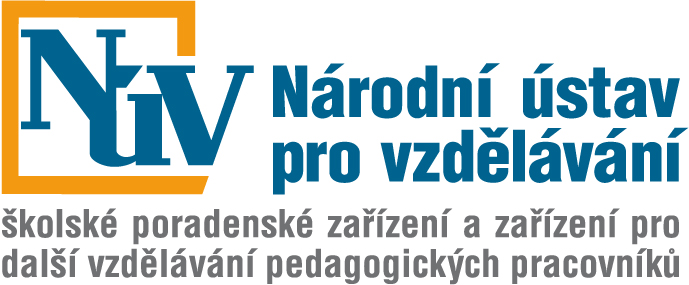 NÚV
Národní ústav
pro vzdělávání
školské poradenské zařízení a zařízení pro
další vzdělávání pedagogických pracovníků